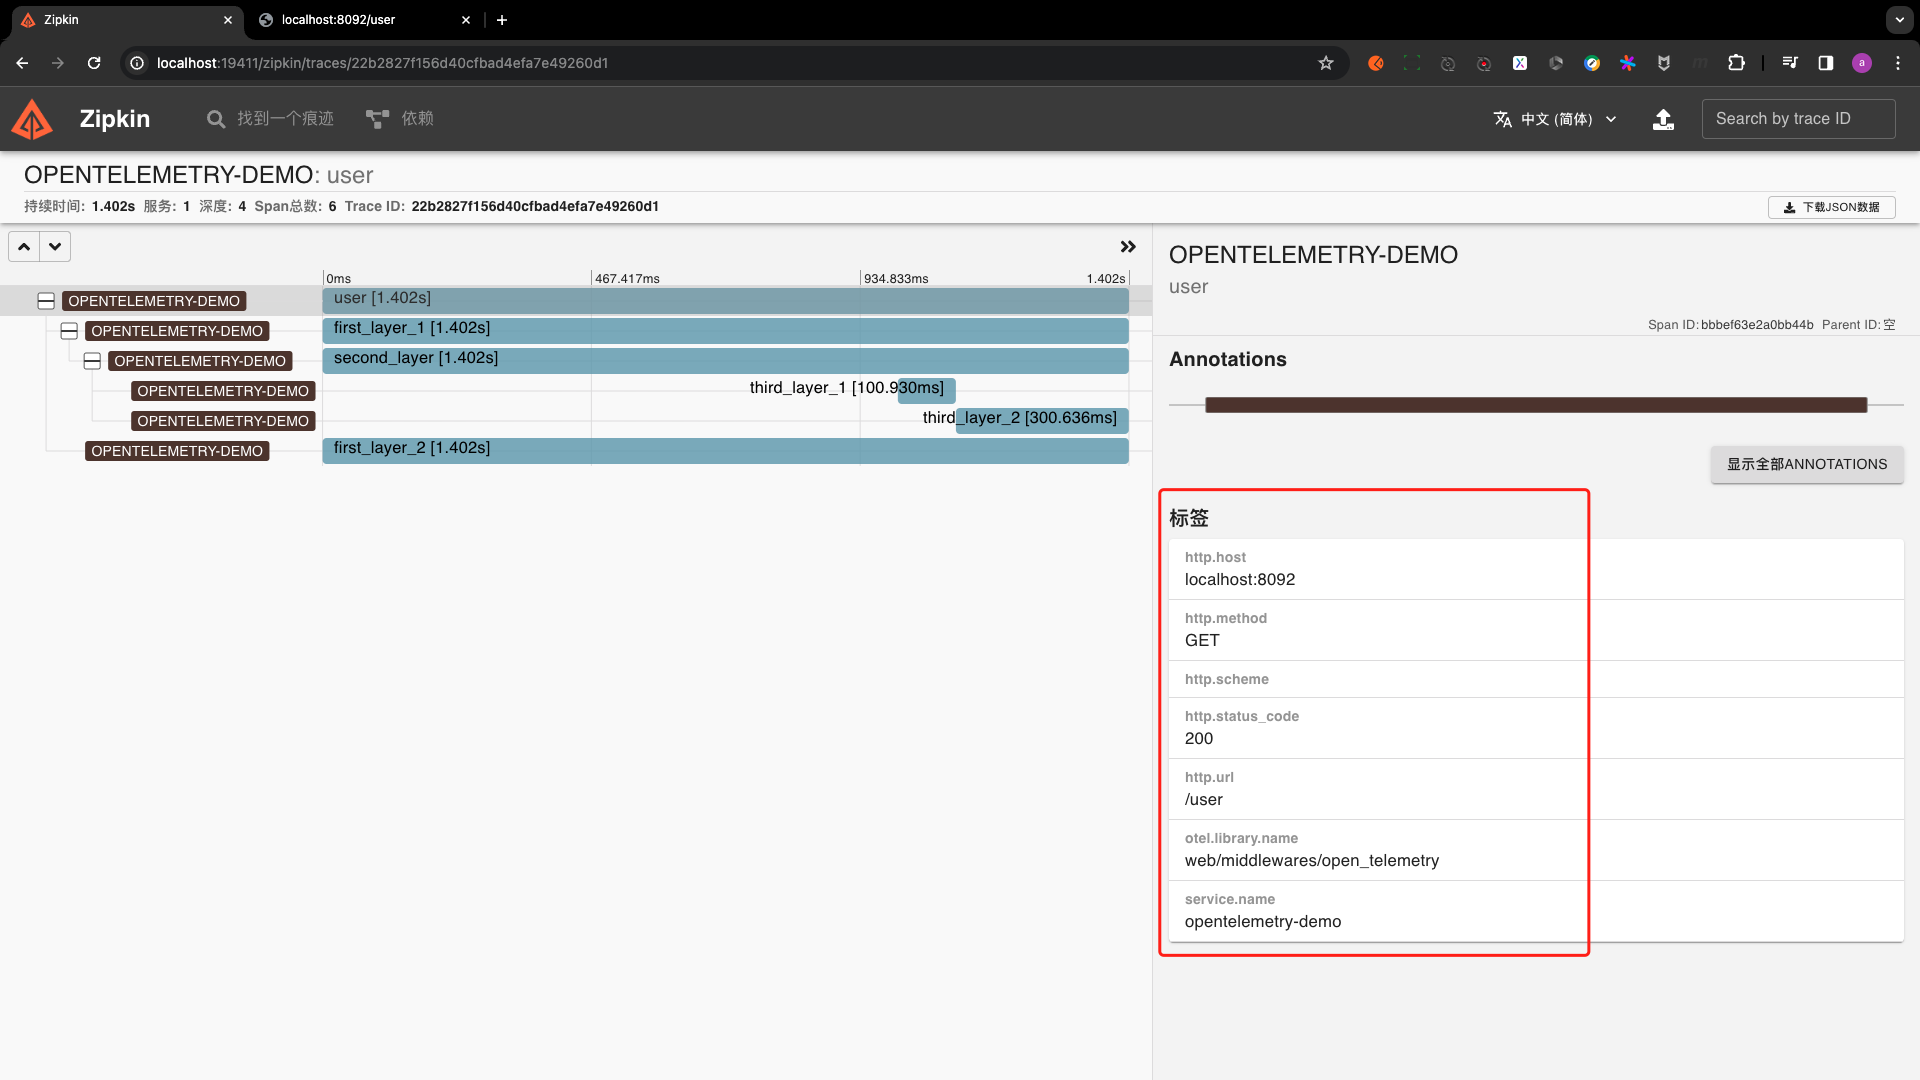 Zipkin
localhost:8092/user
localhost:19411/zipkin/traces/22b2827f156d40cfbad4efa7e49260d1
a
Zipkin
找到一个痕迹
依赖
中文 (简体)
Search by trace ID
OPENTELEMETRY-DEMO: user
持续时间: 1.402s 服务: 1 深度: 4 Span总数: 6 Trace ID: 22b2827f156d40cfbad4efa7e49260d1
下载JSON数据
0ms
467.417ms
934.833ms
1.402s
OPENTELEMETRY-DEMO
user [1.402s]
OPENTELEMETRY-DEMO
first_layer_1 [1.402s]
OPENTELEMETRY-DEMO
second_layer [1.402s]
OPENTELEMETRY-DEMO
third_layer_1 [100.930ms]
OPENTELEMETRY-DEMO
third_layer_2 [300.636ms]
OPENTELEMETRY-DEMO
first_layer_2 [1.402s]
OPENTELEMETRY-DEMO
user
Span ID: bbbef63e2a0bb44b Parent ID: 空
Annotations
显示全部ANNOTATIONS
标签
http.host
localhost:8092
http.method
GET
http.scheme
http.status_code
200
http.url
/user
otel.library.name
web/middlewares/open_telemetry
service.name
opentelemetry-demo